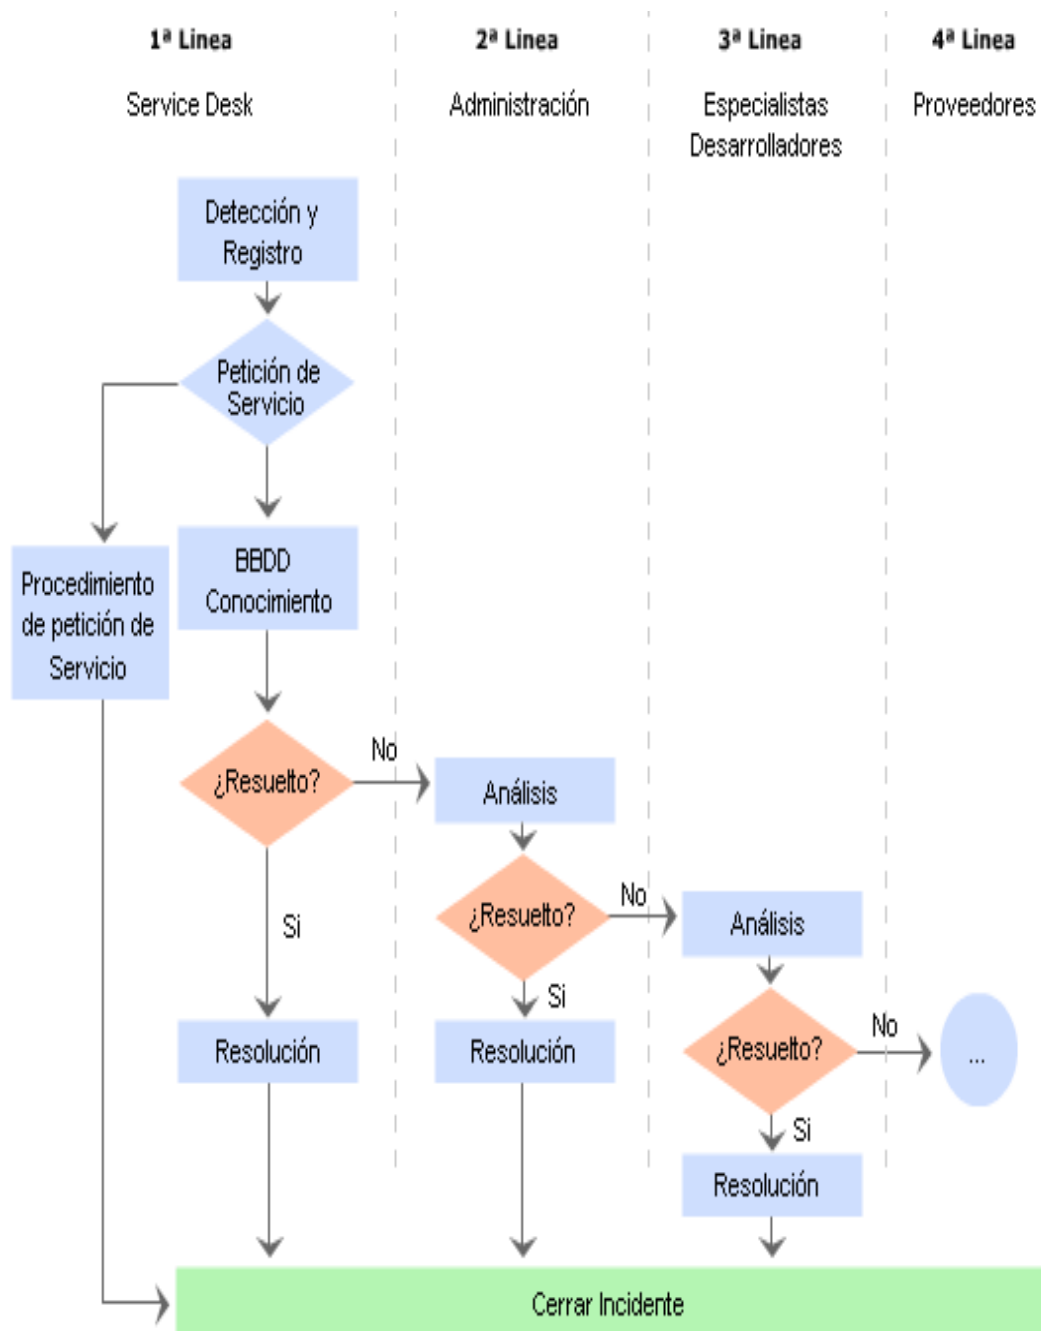 1ª Linea
2ª Linea
3ª Linea
4ª Linea
Service Desk
Administración
Especialistas
Desarrolladores
Proveedores
Detección y
Registro
Petición de
Servicio
Procedimiento
de petición de
Servicio
BBDD
Conocimiento
¿Resuelto?
No
Si
Resolución
Análisis
¿Resuelto?
No
Si
Resolución
Análisis
¿Resuelto?
No
Si
Resolución
...
Cerrar Incidente